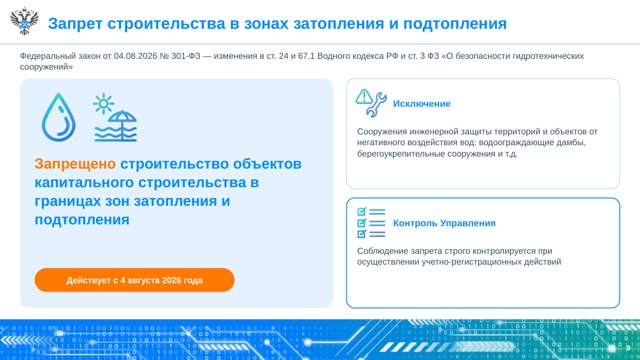 Запрет строительства в зонах затопления и подтопления
Федеральный закон от 04.08.2026 № 301-ФЗ — изменения в ст. 24 и 67.1 Водного кодекса РФ и ст. 3 ФЗ «О безопасности гидротехнических
сооружений»
Запрещено строительство объектов
капитального строительства в
границах зон затопления и
подтопления
Действует с 4 августа 2026 года
Исключение
Сооружения инженерной защиты территорий и объектов от
негативного воздействия вод: водоограждающие дамбы,
берегоукрепительные сооружения и т.д.
Контроль Управления
Соблюдение запрета строго контролируется при
осуществлении учетно-регистрационных действий